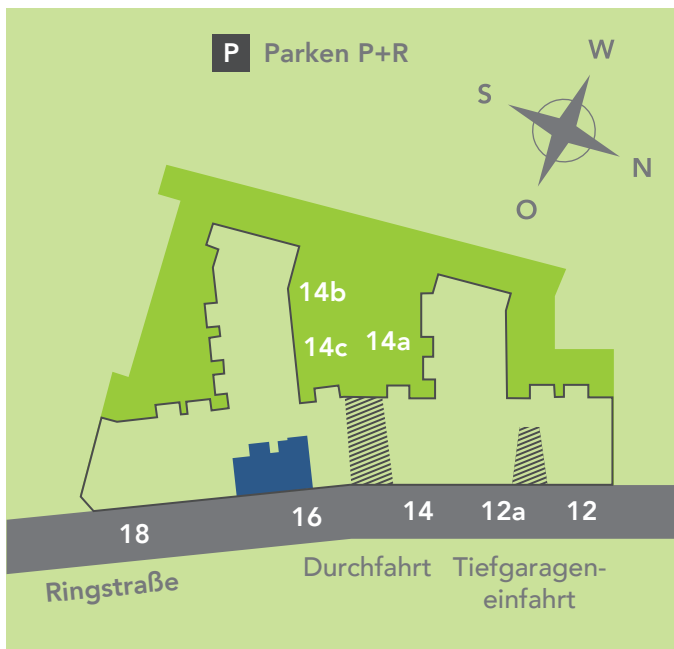 P Parken P+R
W
S
N
O
14b
14c
14a
18
16
14
12a
12
Ringstraße
Durchfahrt
Tiefgaragen-
einfahrt